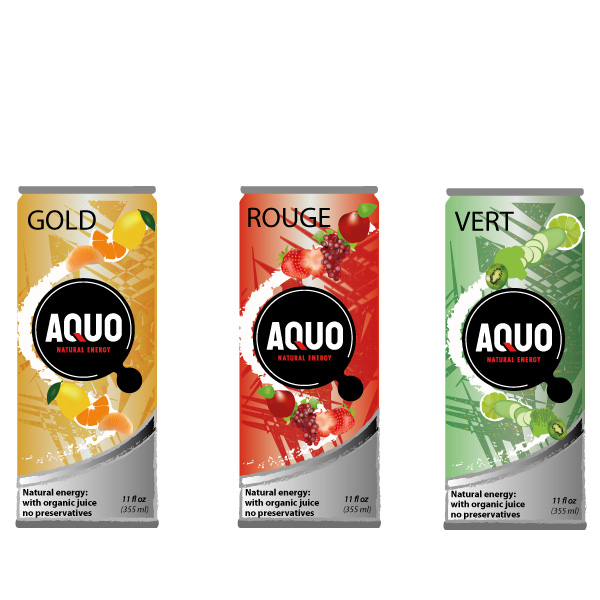 GOLD
AQUO
NATURAL ENERGY
Natural energy:
with organic juice
no preservatives
11 fl oz
(355 ml)
ROUGE
AQUO
NATURAL ENERGY
Natural energy:
with organic juice
no preservatives
11 fl oz
(355 ml)
VERT
AQUO
NATURAL ENERGY
Natural energy:
with organic juice
no preservatives
11 fl oz
(355 ml)